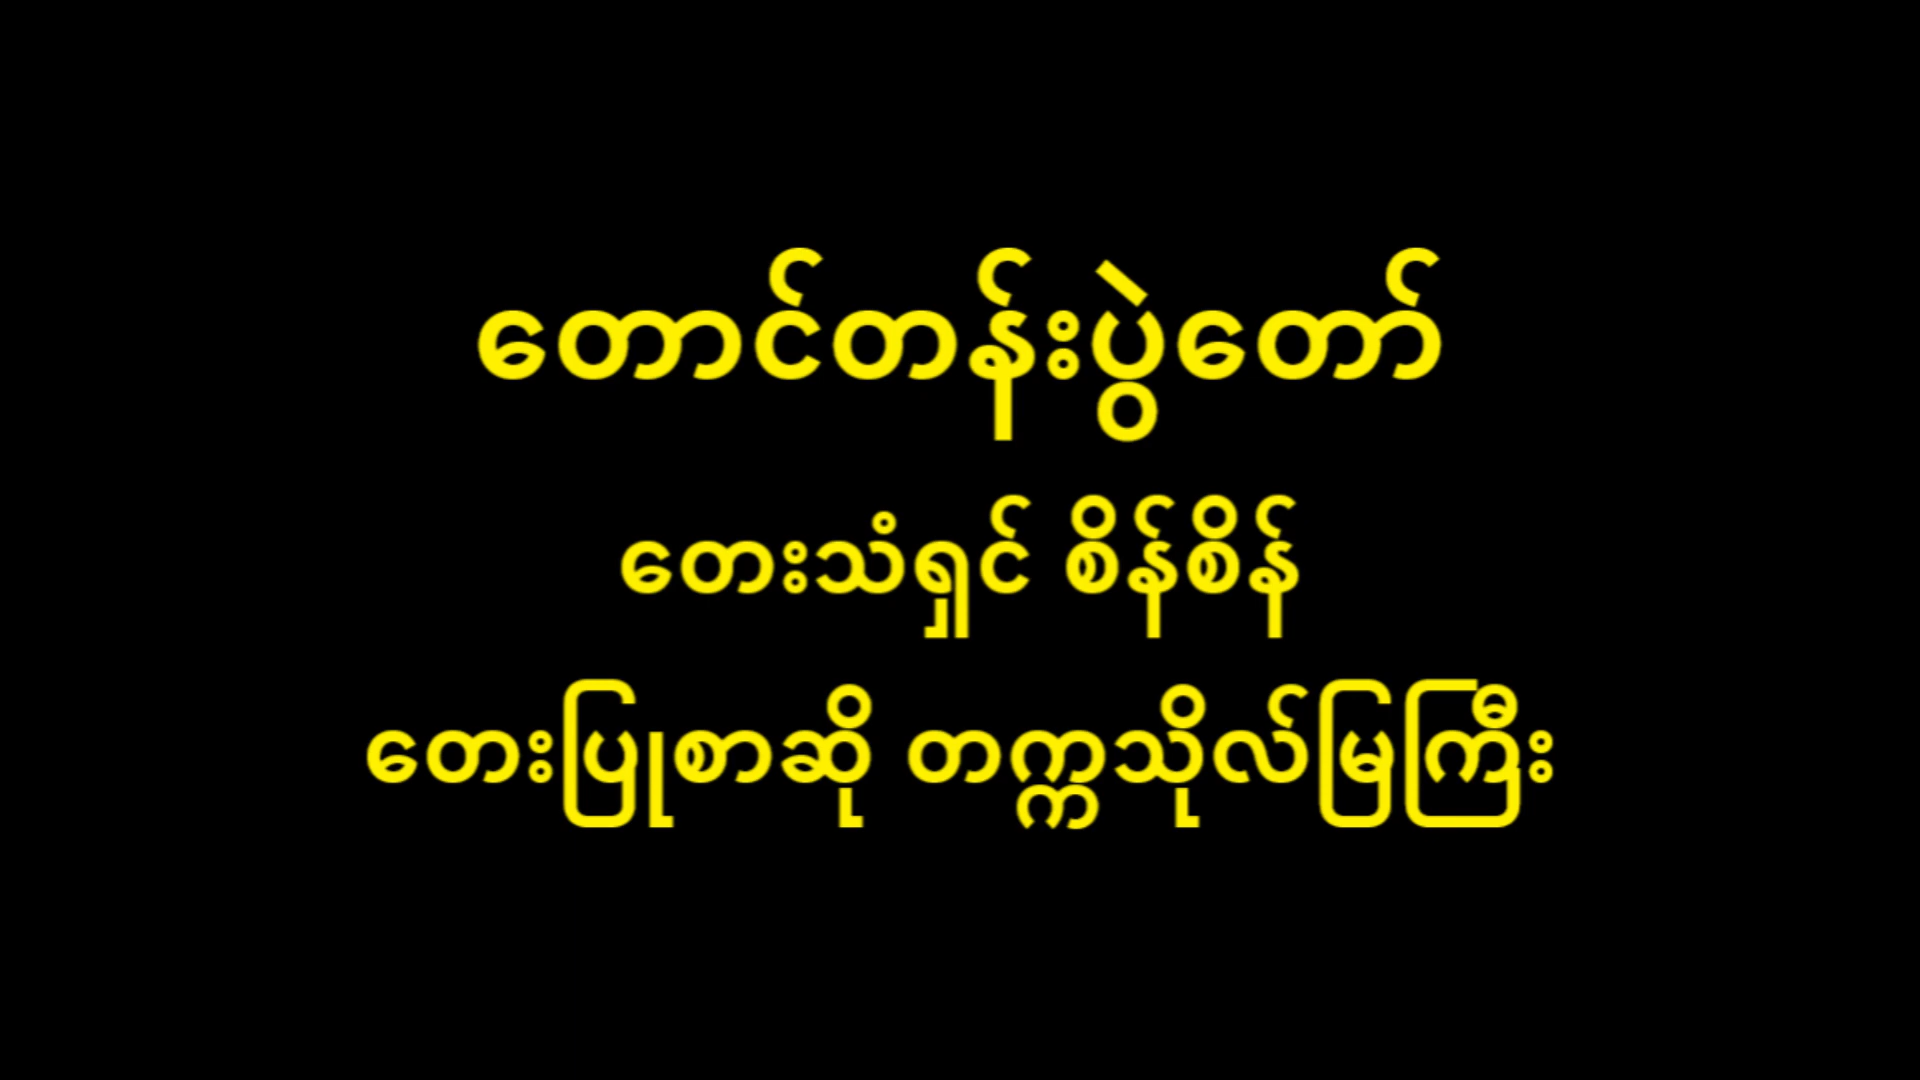 တောင်တန်းပွဲတော်
တေးသံရှင် စိန်စိန်
တေးပြုစာဆို တက္ကသိုလ်မြကြီး